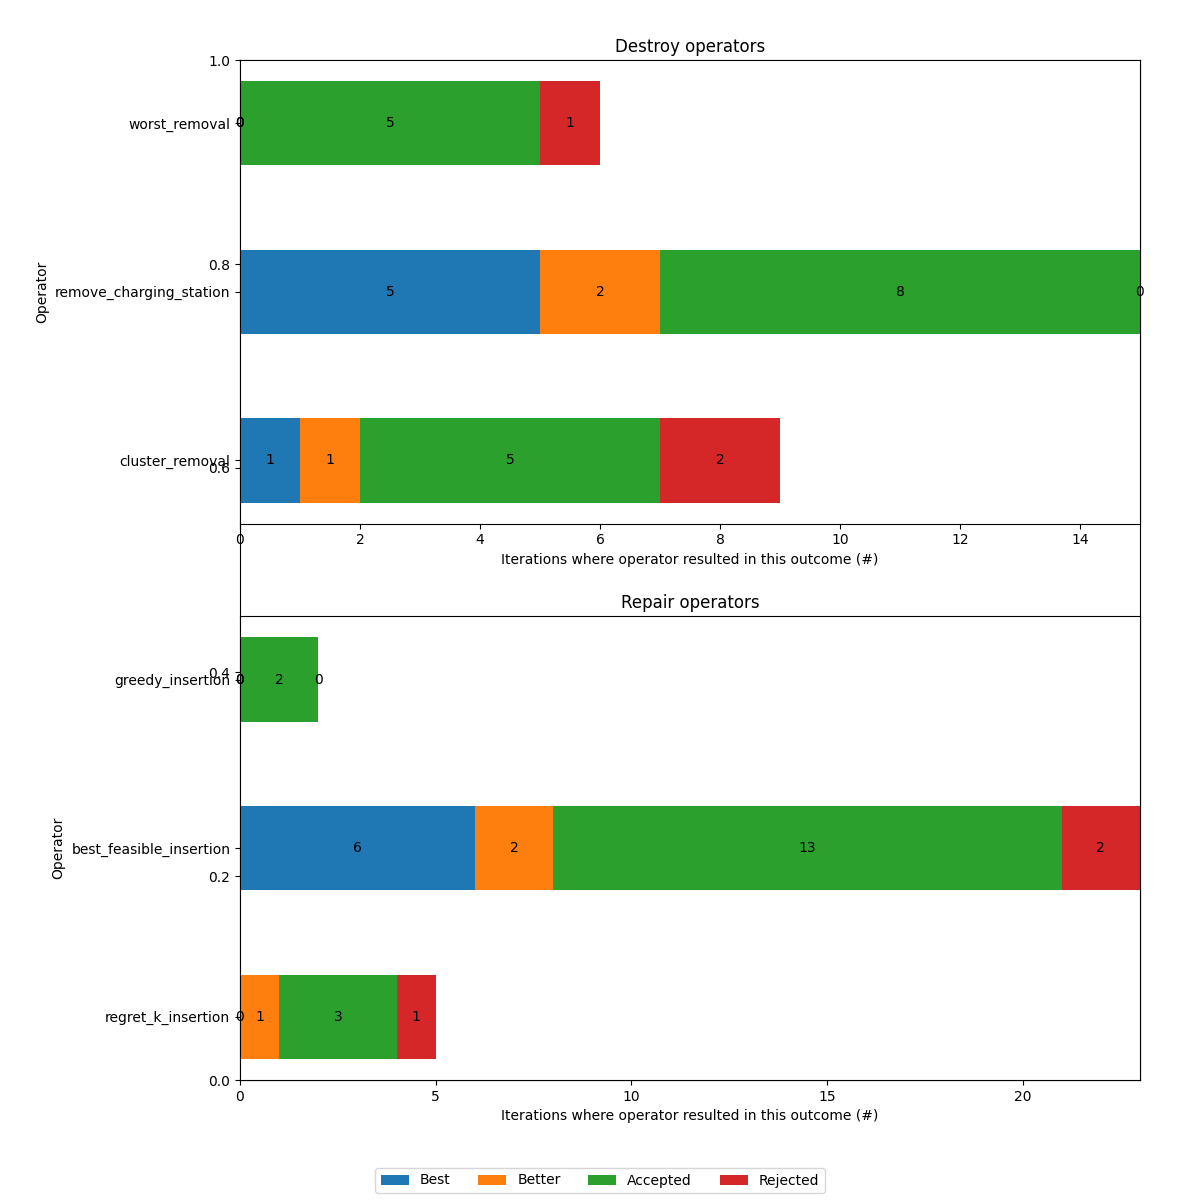 Destroy operators
1.0
worst_removal 0 0 5 1
Operator
0.8
remove_charging_station 5 2 8 0
cluster_removal 1 1 5 2
0.6
0 2 4 6 8 10 12 14
Iterations where operator resulted in this outcome (#)
Repair operators
0.4
greedy_insertion 0 0 2 0
Operator
best_feasible_insertion 6 2 13 2
0.2
regret_k_insertion 0 1 3 1
0.0
0 5 10 15 20
Iterations where operator resulted in this outcome (#)
Best Better Accepted Rejected